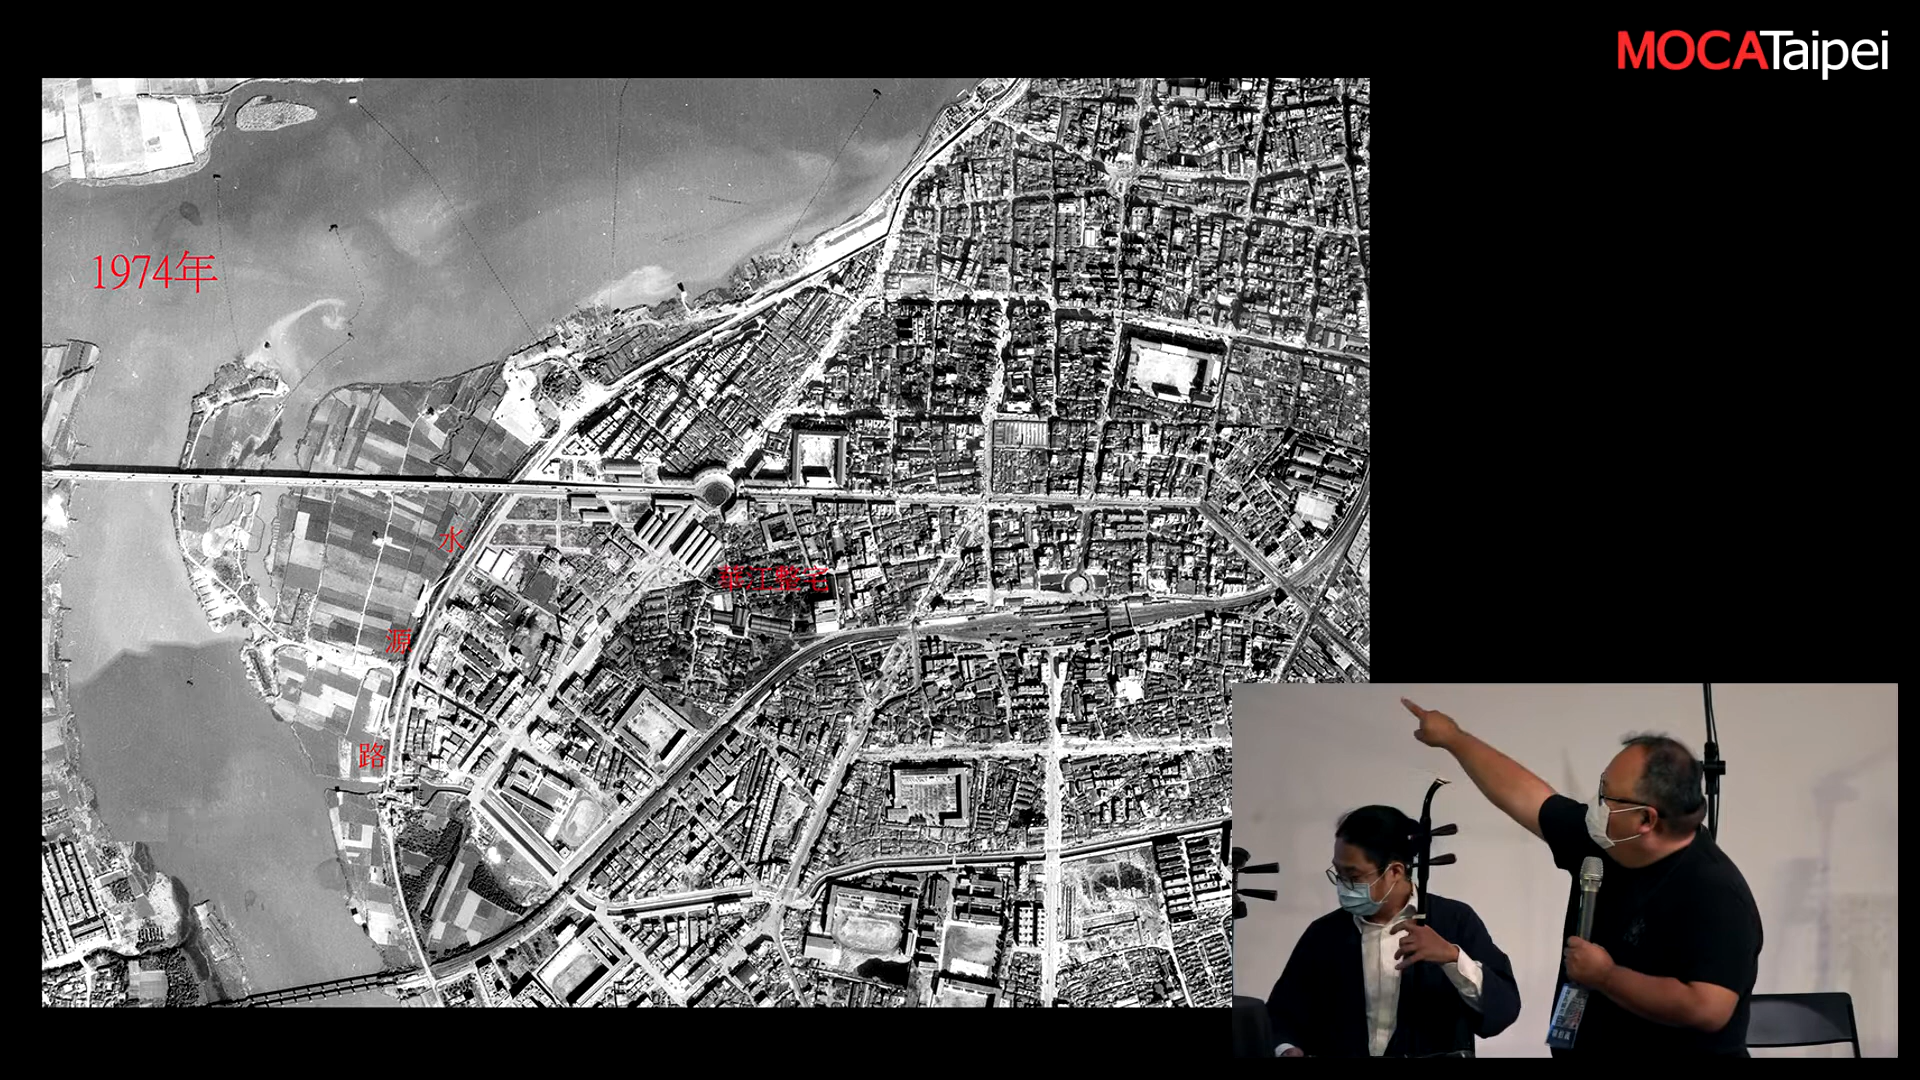 MOCATaipei
1974年
水
源
路
華江整宅